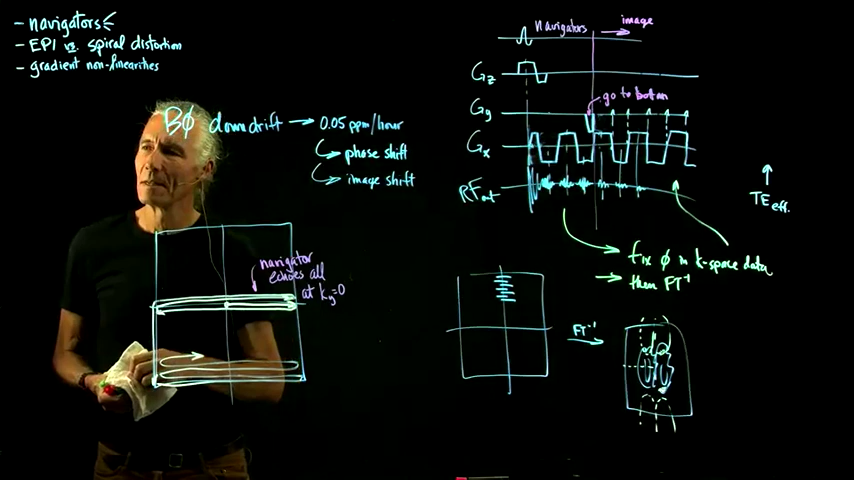 - navigators
- EPI vs. spiral distortion
- gradient non-linearities
BØ downdrift → 0.05 ppm/hour
phase shift
image shift
navigator
echoes all
at ky=0
navigators
image
Gz
Gy
go to bottom
Gx
RFout
TEeff.
fix ø in k-space data
→ then FT⁻¹
FT⁻¹